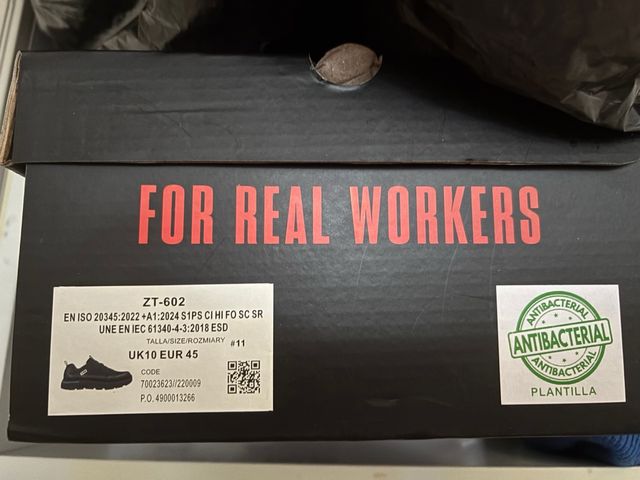 FOR REAL WORKERS
ZT-602
EN ISO 20345:2022 +A1:2024 S1PS CI HI FO SC SR
UNE EN IEC 61340-4-3:2018 ESD
TALLA/SIZE/ROZMIARY #11
UK10 EUR 45
CODE
70023623//220009
P.O. 4900013266
ANTIBACTERIAL
ANTIBACTERIAL
ANTIBACTERIAL
PLANTILLA